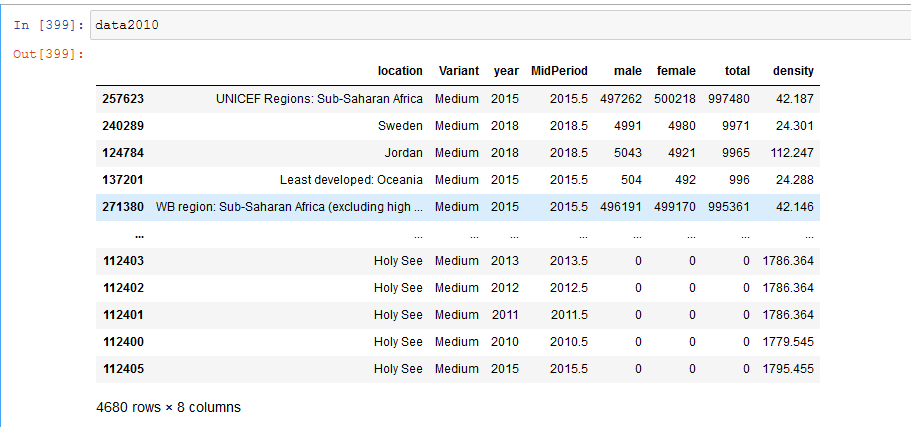 In [399]: data2010
Out[399]:
location Variant year MidPeriod male female total density
257623 UNICEF Regions: Sub-Saharan Africa Medium 2015 2015.5 497262 500218 997480 42.187
240289 Sweden Medium 2018 2018.5 4991 4980 9971 24.301
124784 Jordan Medium 2018 2018.5 5043 4921 9965 112.247
137201 Least developed: Oceania Medium 2015 2015.5 504 492 996 24.288
271380 WB region: Sub-Saharan Africa (excluding high ... Medium 2015 2015.5 496191 499170 995361 42.146
... ... ... ... ... ... ... ... ...
112403 Holy See Medium 2013 2013.5 0 0 0 1786.364
112402 Holy See Medium 2012 2012.5 0 0 0 1786.364
112401 Holy See Medium 2011 2011.5 0 0 0 1786.364
112400 Holy See Medium 2010 2010.5 0 0 0 1779.545
112405 Holy See Medium 2015 2015.5 0 0 0 1795.455
4680 rows × 8 columns